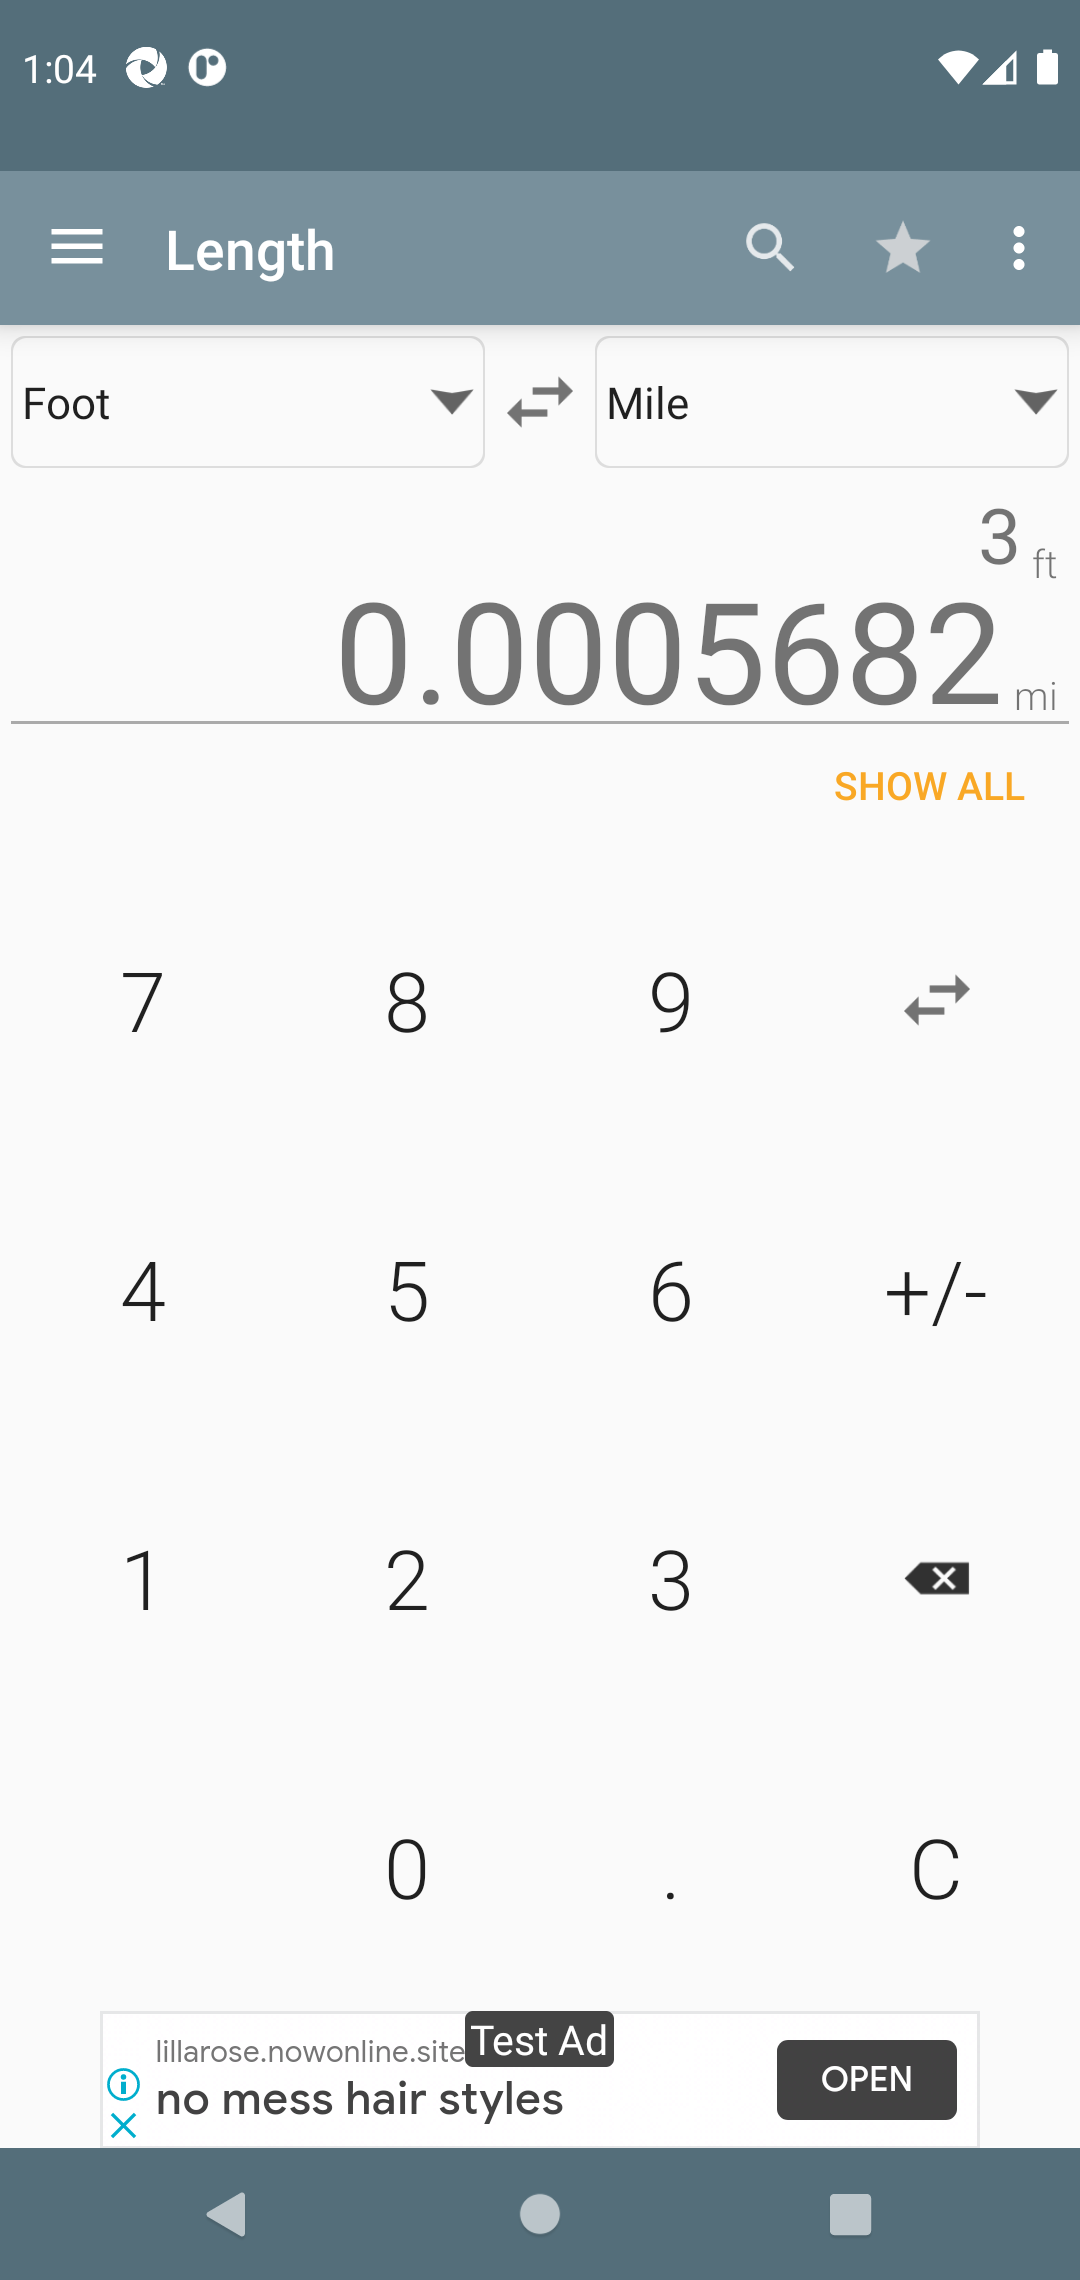 1:04
Length
Foot
Mile
3 ft
0.0005682 mi
SHOW ALL
7 8 9
4 5 6 +/-
1 2 3
0 . C
Test Ad
lillarose.nowonline.site
no mess hair styles
OPEN